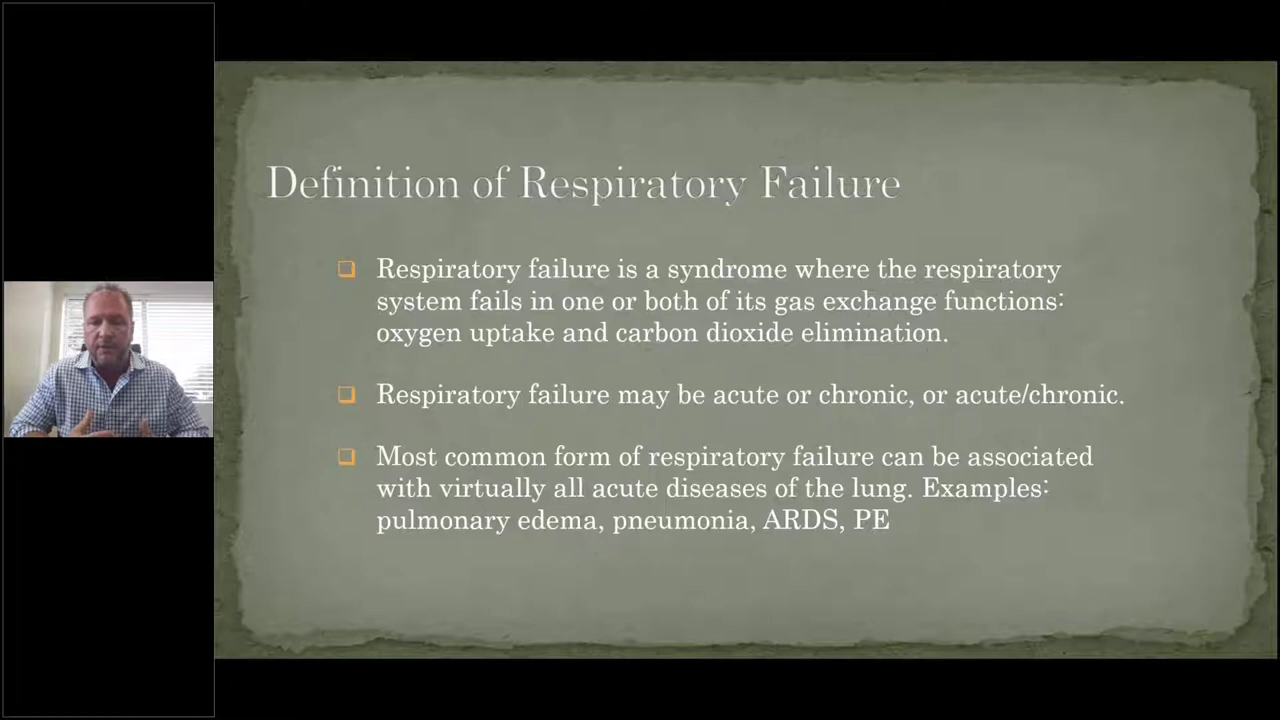 Definition of Respiratory Failure
Respiratory failure is a syndrome where the respiratory
system fails in one or both of its gas exchange functions:
oxygen uptake and carbon dioxide elimination.
Respiratory failure may be acute or chronic, or acute/chronic.
Most common form of respiratory failure can be associated
with virtually all acute diseases of the lung. Examples:
pulmonary edema, pneumonia, ARDS, PE